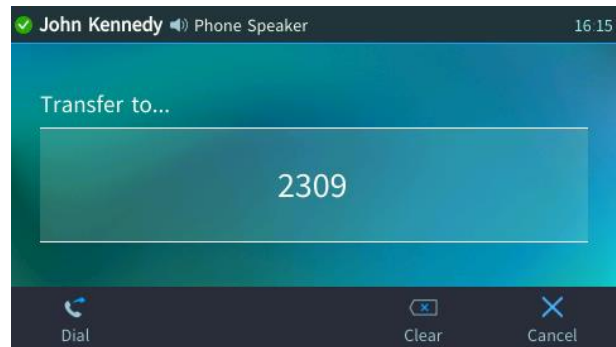 John Kennedy Phone Speaker 16:15
Transfer to...
2309
Dial Clear Cancel